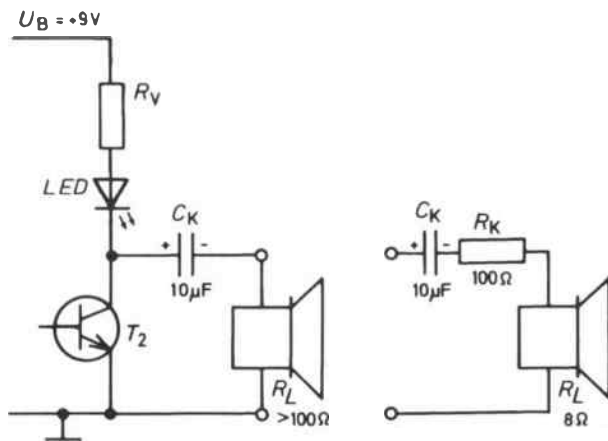 U_B = +9V
R_V
LED
C_K
+ -
10µF
T_2
R_L
>100Ω
C_K
R_K
+ -
10µF
100Ω
R_L
8Ω